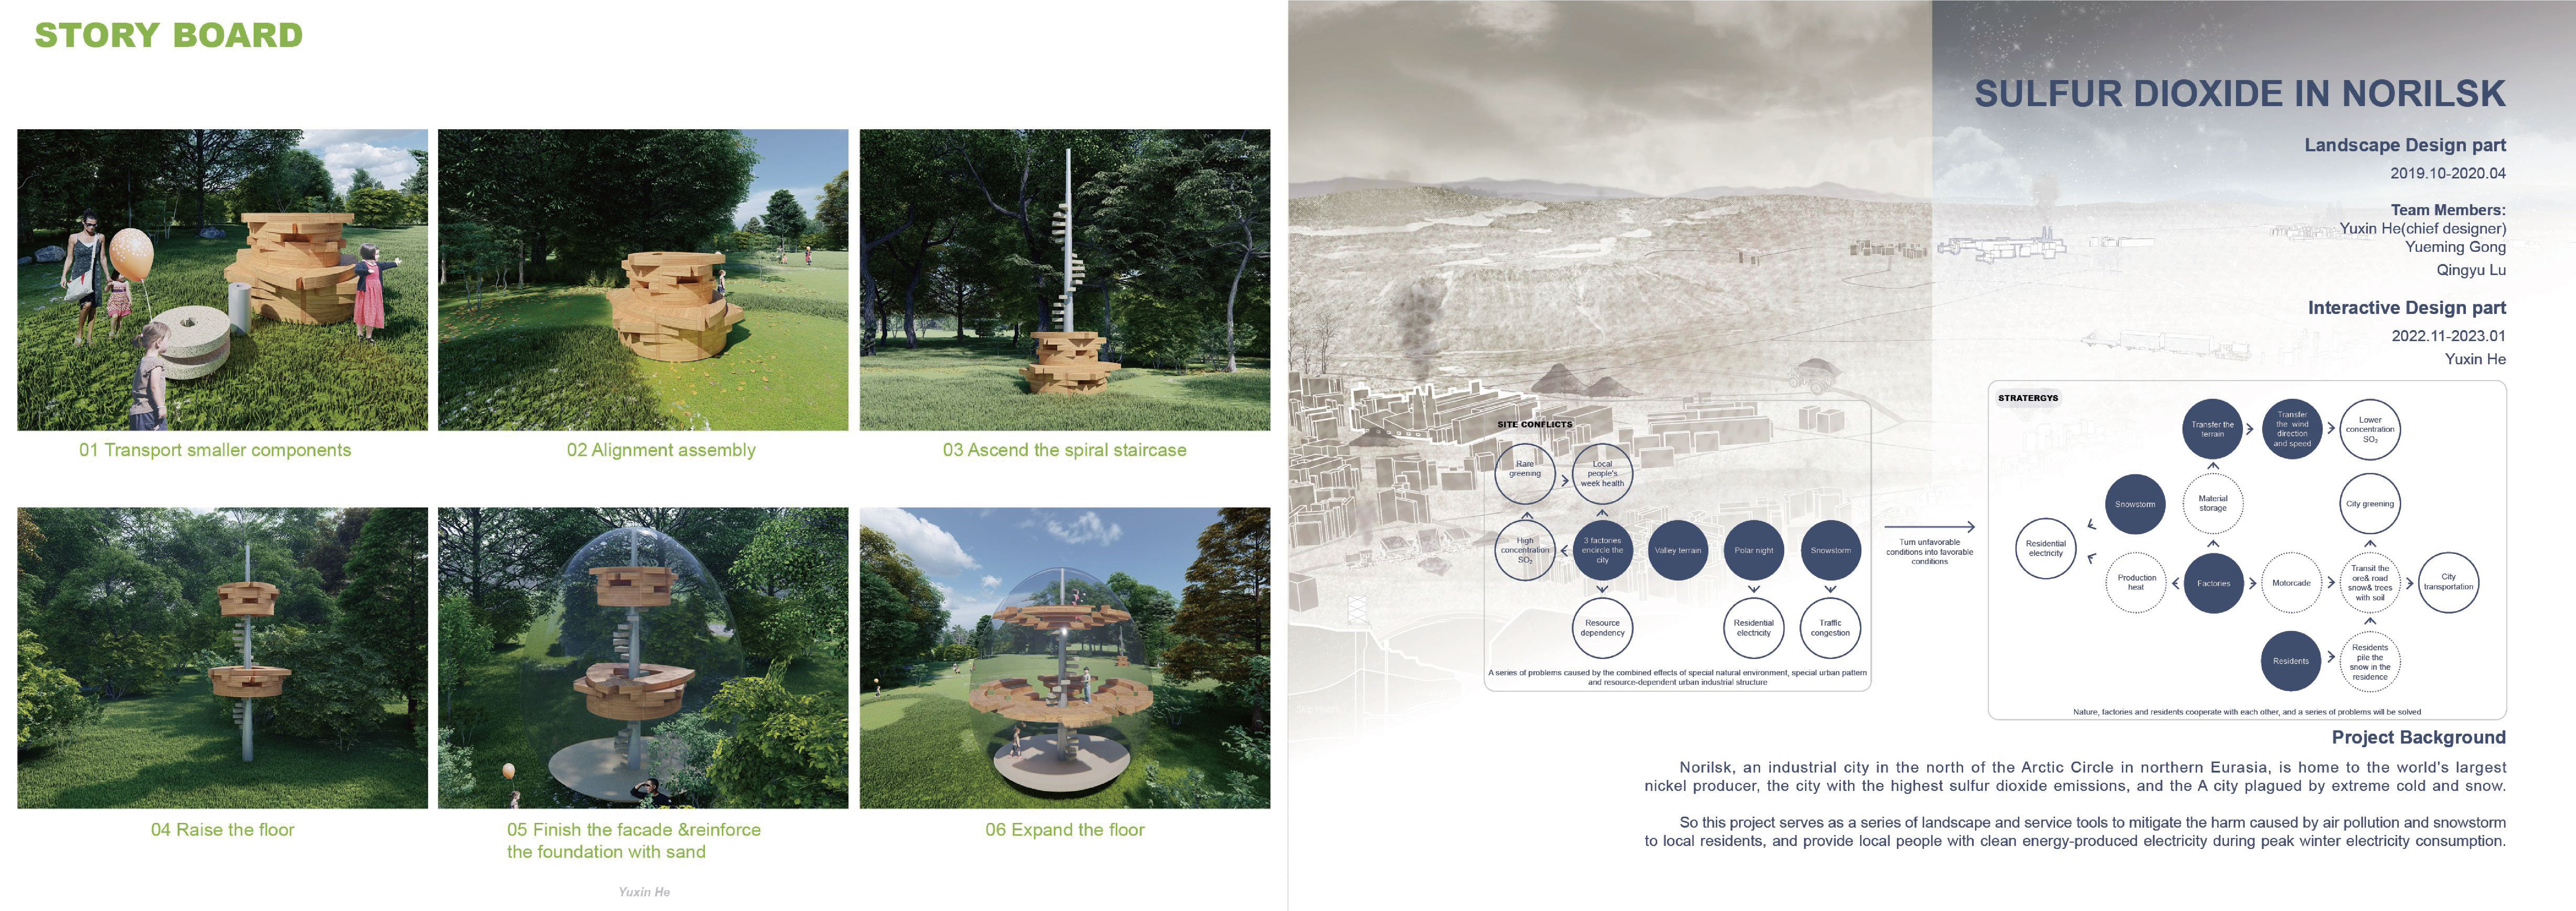 STORY BOARD
01 Transport smaller components
02 Alignment assembly
03 Ascend the spiral staircase
04 Raise the floor
05 Finish the facade &reinforce
the foundation with sand
06 Expand the floor
Yuxin He
SULFUR DIOXIDE IN NORILSK
Landscape Design part
2019.10-2020.04
Team Members:
Yuxin He(chief designer)
Yueming Gong
Qingyu Lu
Interactive Design part
2022.11-2023.01
Yuxin He
SITE CONFLICTS
Rare
greening
Local
people's
week health
High
concentration
SO₂
3 factories
encircle the
city
Valley terrain
Polar night
Snowstorm
Resource
dependency
Residential
electricity
Traffic
congestion
A series of problems caused by the combined effects of special natural environment, special urban pattern
and resource-dependent urban industrial structure
Turn unfavorable
conditions into favorable
conditions
STRATERGYS
Transfer the
terrain
Transfer
the wind
direction
and speed
Lower
concentration
SO₂
Snowstorm
Material
storage
City greening
Residential
electricity
Production
heat
Factories
Motorcade
Transit the
ore& road
snow& trees
with soil
City
transportation
Residents
Residents
pile the
snow in the
residence
Nature, factories and residents cooperate with each other, and a series of problems will be solved
Project Background
Norilsk, an industrial city in the north of the Arctic Circle in northern Eurasia, is home to the world's largest
nickel producer, the city with the highest sulfur dioxide emissions, and the A city plagued by extreme cold and snow.
So this project serves as a series of landscape and service tools to mitigate the harm caused by air pollution and snowstorm
to local residents, and provide local people with clean energy-produced electricity during peak winter electricity consumption.